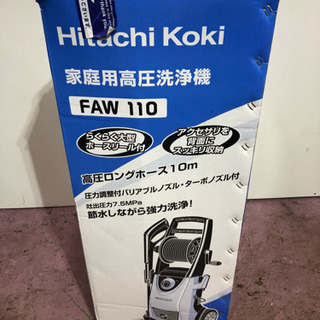 Hitachi Koki
家庭用高圧洗浄機
FAW 110
らくらく大型
ホースリール付
アクセサリを
背面に
スッキリ収納
高圧ロングホース10m
圧力調整付バリアブルノズル・ターボノズル付
吐出圧力7.5MPa
節水しながら強力洗浄!